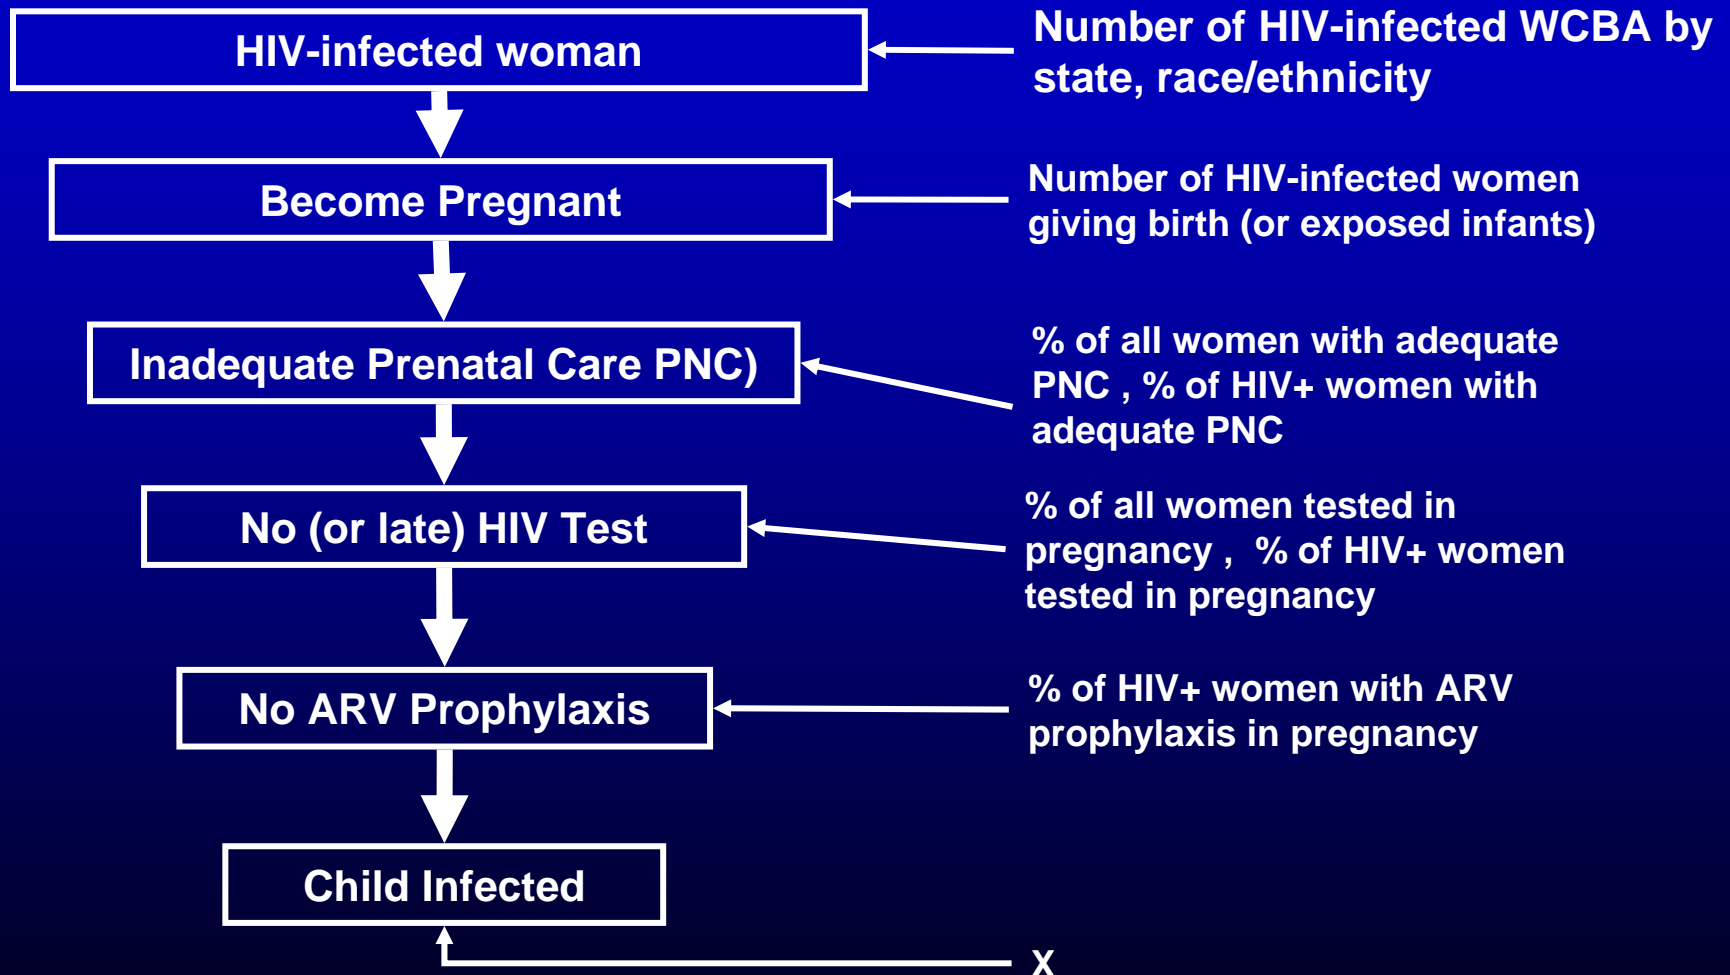 HIV-infected woman
Number of HIV-infected WCBA by
state, race/ethnicity
Become Pregnant
Number of HIV-infected women
giving birth (or exposed infants)
Inadequate Prenatal Care PNC)
% of all women with adequate
PNC , % of HIV+ women with
adequate PNC
No (or late) HIV Test
% of all women tested in
pregnancy , % of HIV+ women
tested in pregnancy
No ARV Prophylaxis
% of HIV+ women with ARV
prophylaxis in pregnancy
Child Infected
X